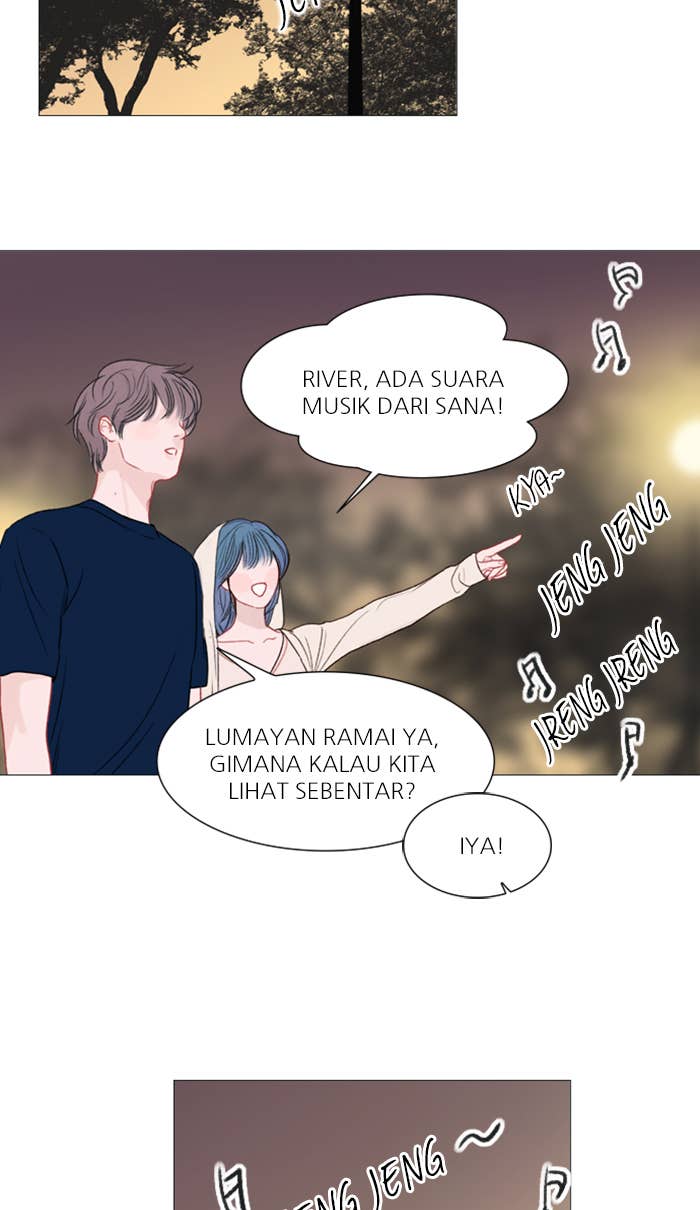 RIVER, ADA SUARA
MUSIK DARI SANA!
KYA~
JENG JENG
JRENG JRENG
LUMAYAN RAMAI YA,
GIMANA KALAU KITA
LIHAT SEBENTAR?
IYA!
JENG